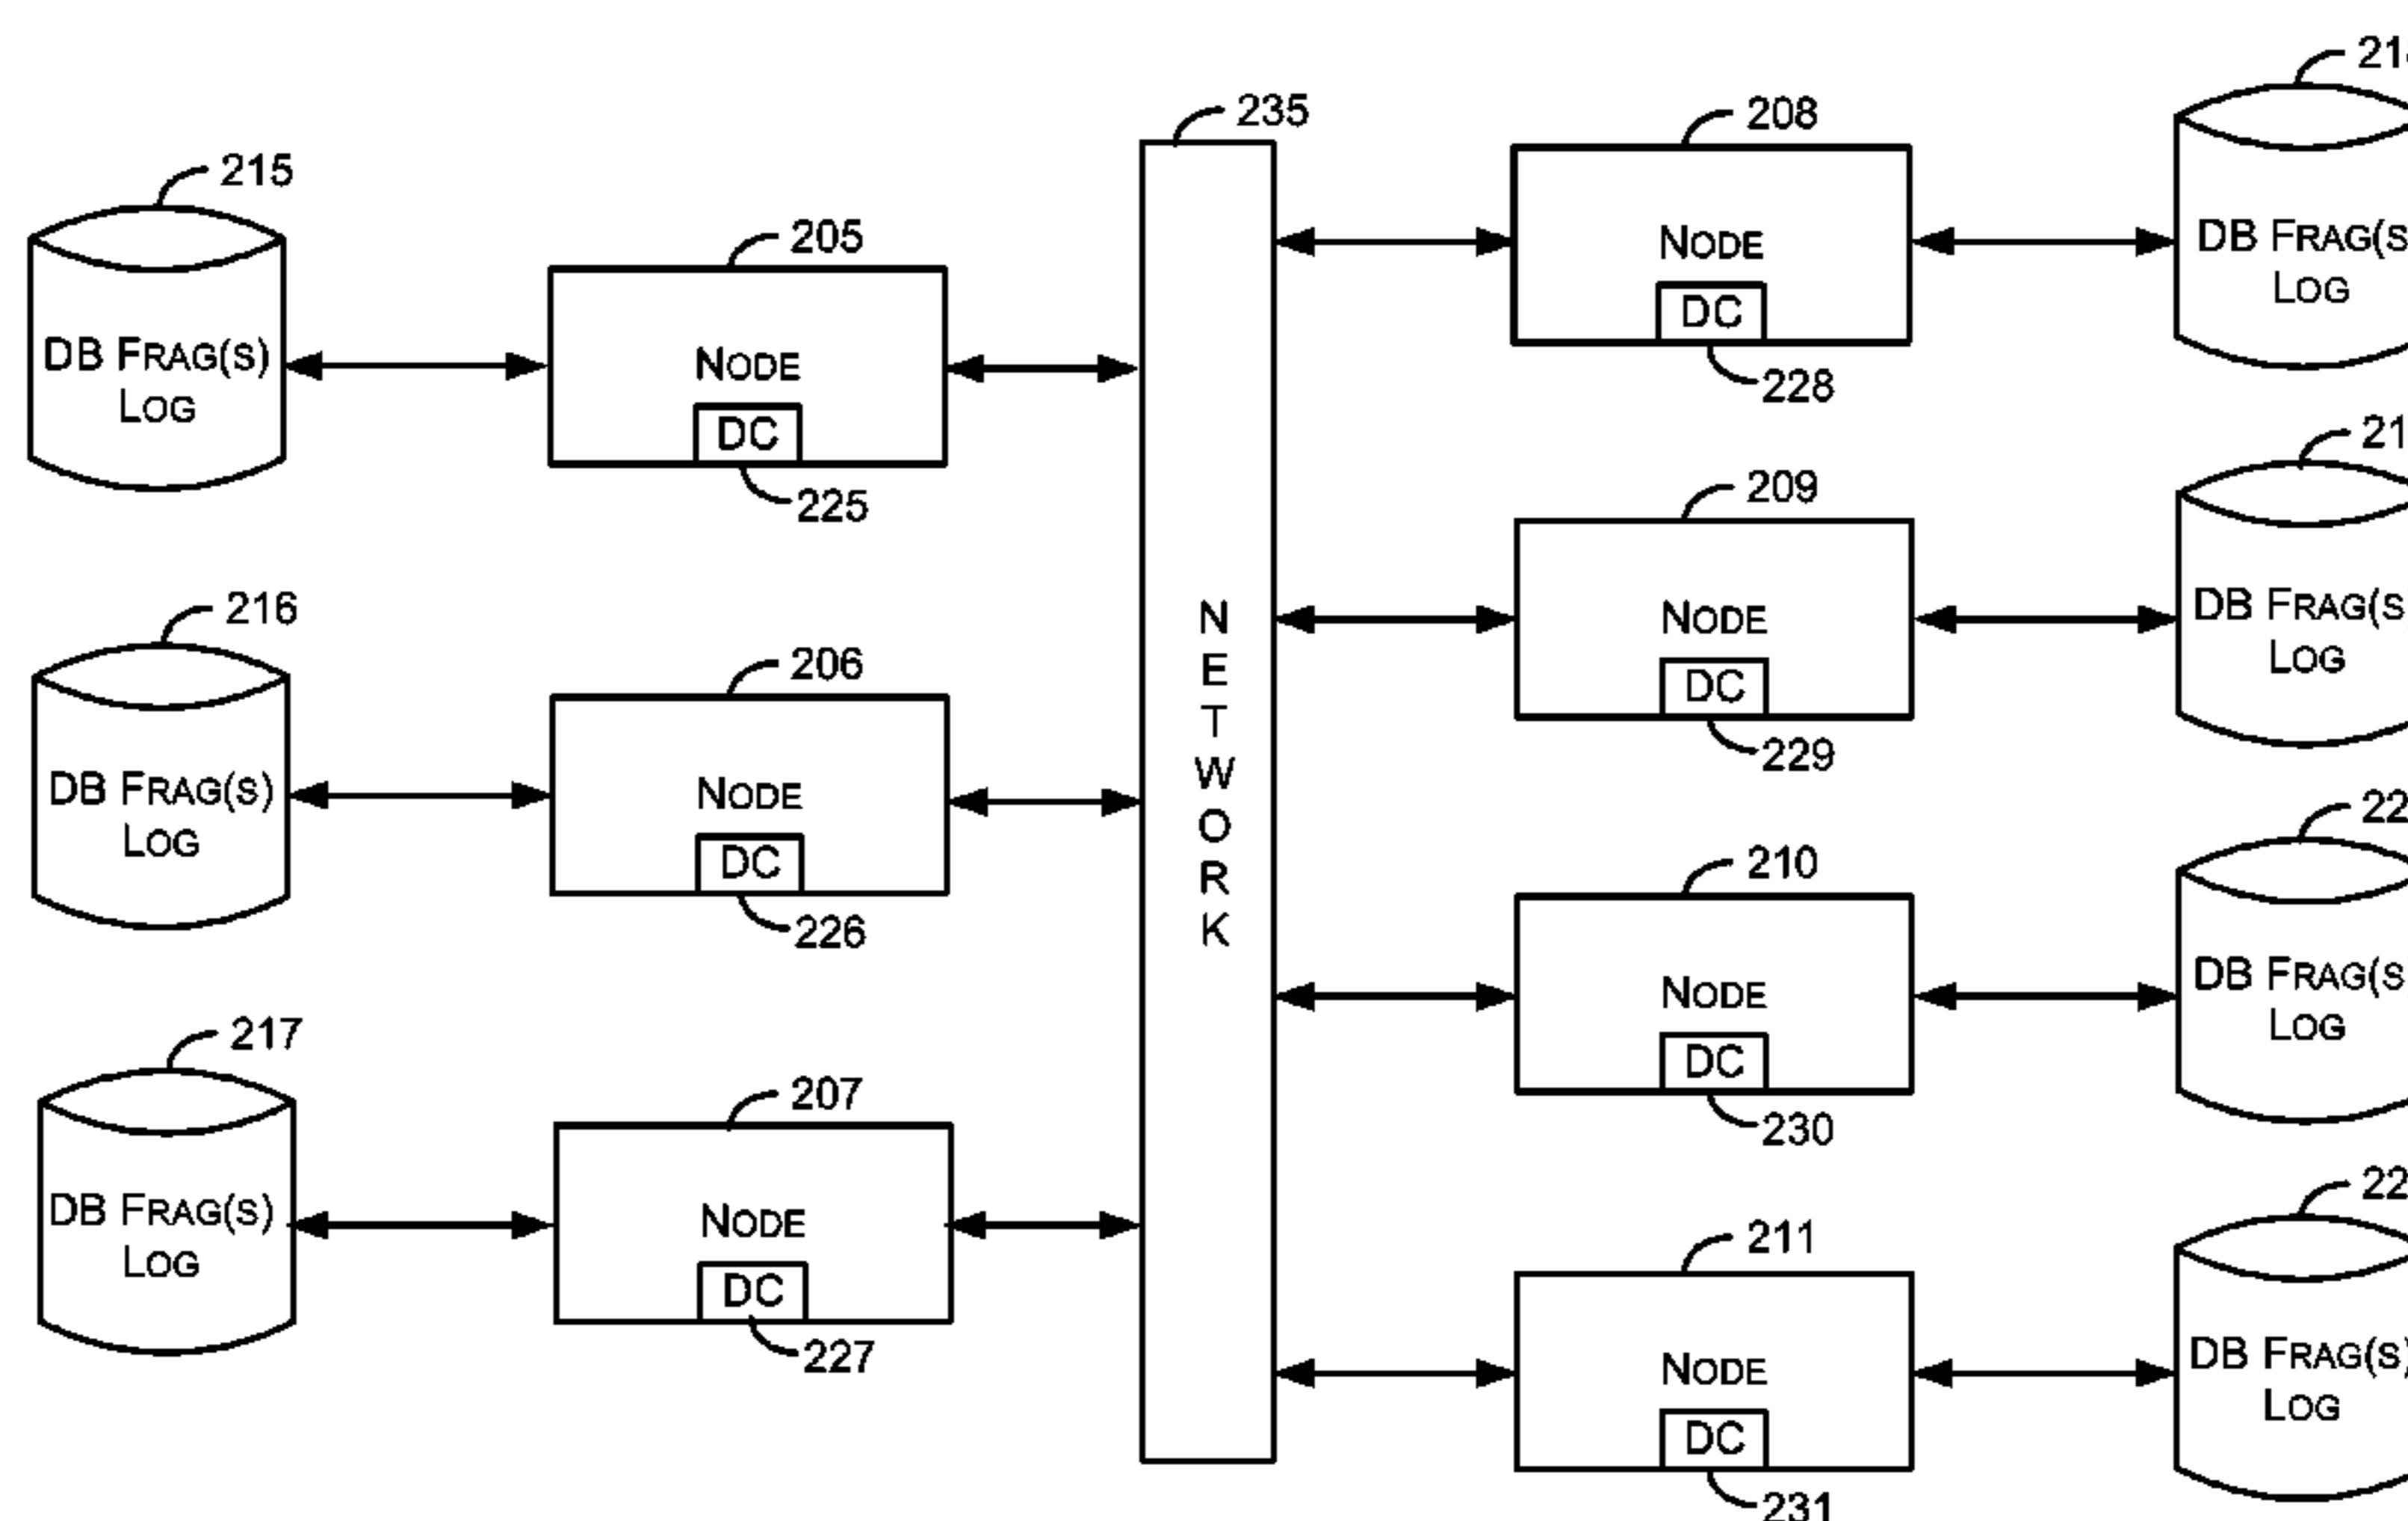 215
DB FRAG(S)
LOG
205
NODE
DC
225
216
DB FRAG(S)
LOG
206
NODE
DC
226
217
DB FRAG(S)
LOG
207
NODE
DC
227
235
NETWORK
208
NODE
DC
228
DB FRAG(S
LOG
209
NODE
DC
229
DB FRAG(S
LOG
210
NODE
DC
230
DB FRAG(S
LOG
211
NODE
DC
231
DB FRAG(S)
LOG